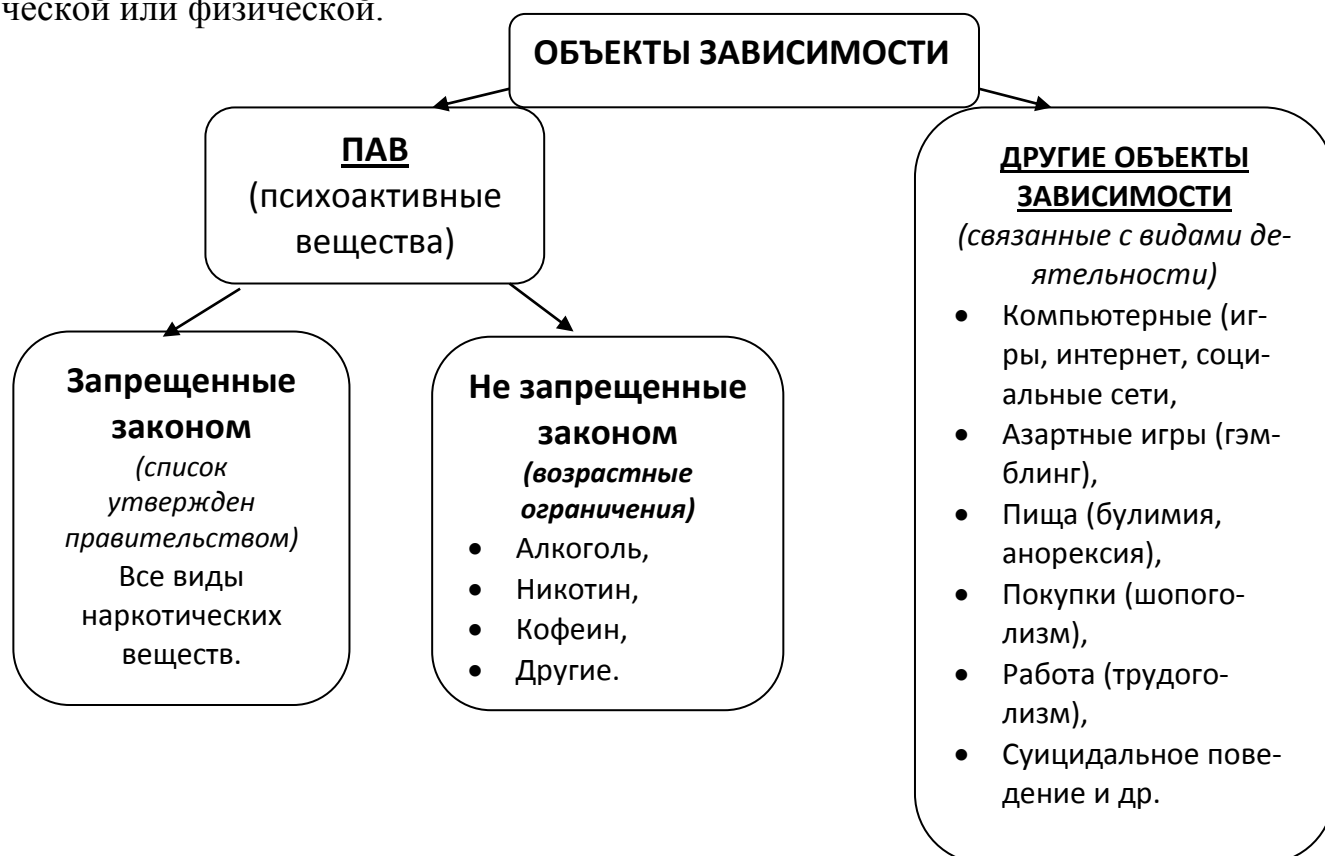 ческой или физической.
ОБЪЕКТЫ ЗАВИСИМОСТИ
ПАВ
(психоактивные
вещества)
Запрещенные
законом
(список
утвержден
правительством)
Все виды
наркотических
веществ.
Не запрещенные
законом
(возрастные
ограничения)
• Алкоголь,
• Никотин,
• Кофеин,
• Другие.
ДРУГИЕ ОБЪЕКТЫ
ЗАВИСИМОСТИ
(связанные с видами де-
ятельности)
• Компьютерные (иг-
ры, интернет, соци-
альные сети,
• Азартные игры (гэм-
блинг),
• Пища (булимия,
анорексия),
• Покупки (шопого-
лизм),
• Работа (трудого-
лизм),
• Суицидальное пове-
дение и др.